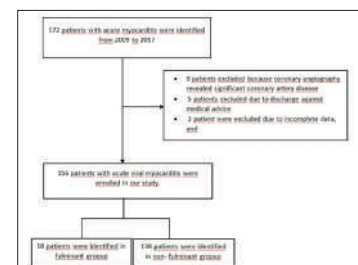 172 patients with acute myocarditis were identified
from 2009 to 2017
9 patients excluded because coronary angiography
revealed significant coronary artery disease
5 patients excluded due to discharge against
medical advice
2 patient were excluded due to incomplete data,
and
156 patients with acute viral myocarditis were
enrolled in our study.
18 patients were identified in
fulminant gropus
138 patients were identified
in non- fulminant gropus